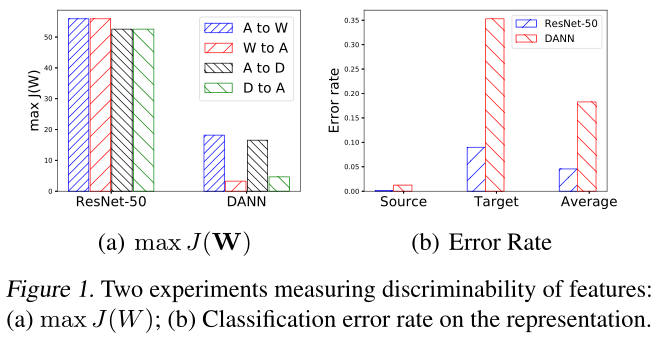 max J(W)
50
40
30
20
10
0
A to W
W to A
A to D
D to A
ResNet-50 DANN
(a) max J(𝐖)
Error rate
0.35
0.30
0.25
0.20
0.15
0.10
0.05
0.00
ResNet-50
DANN
Source Target Average
(b) Error Rate
Figure 1. Two experiments measuring discriminability of features:
(a) max J(W); (b) Classification error rate on the representation.